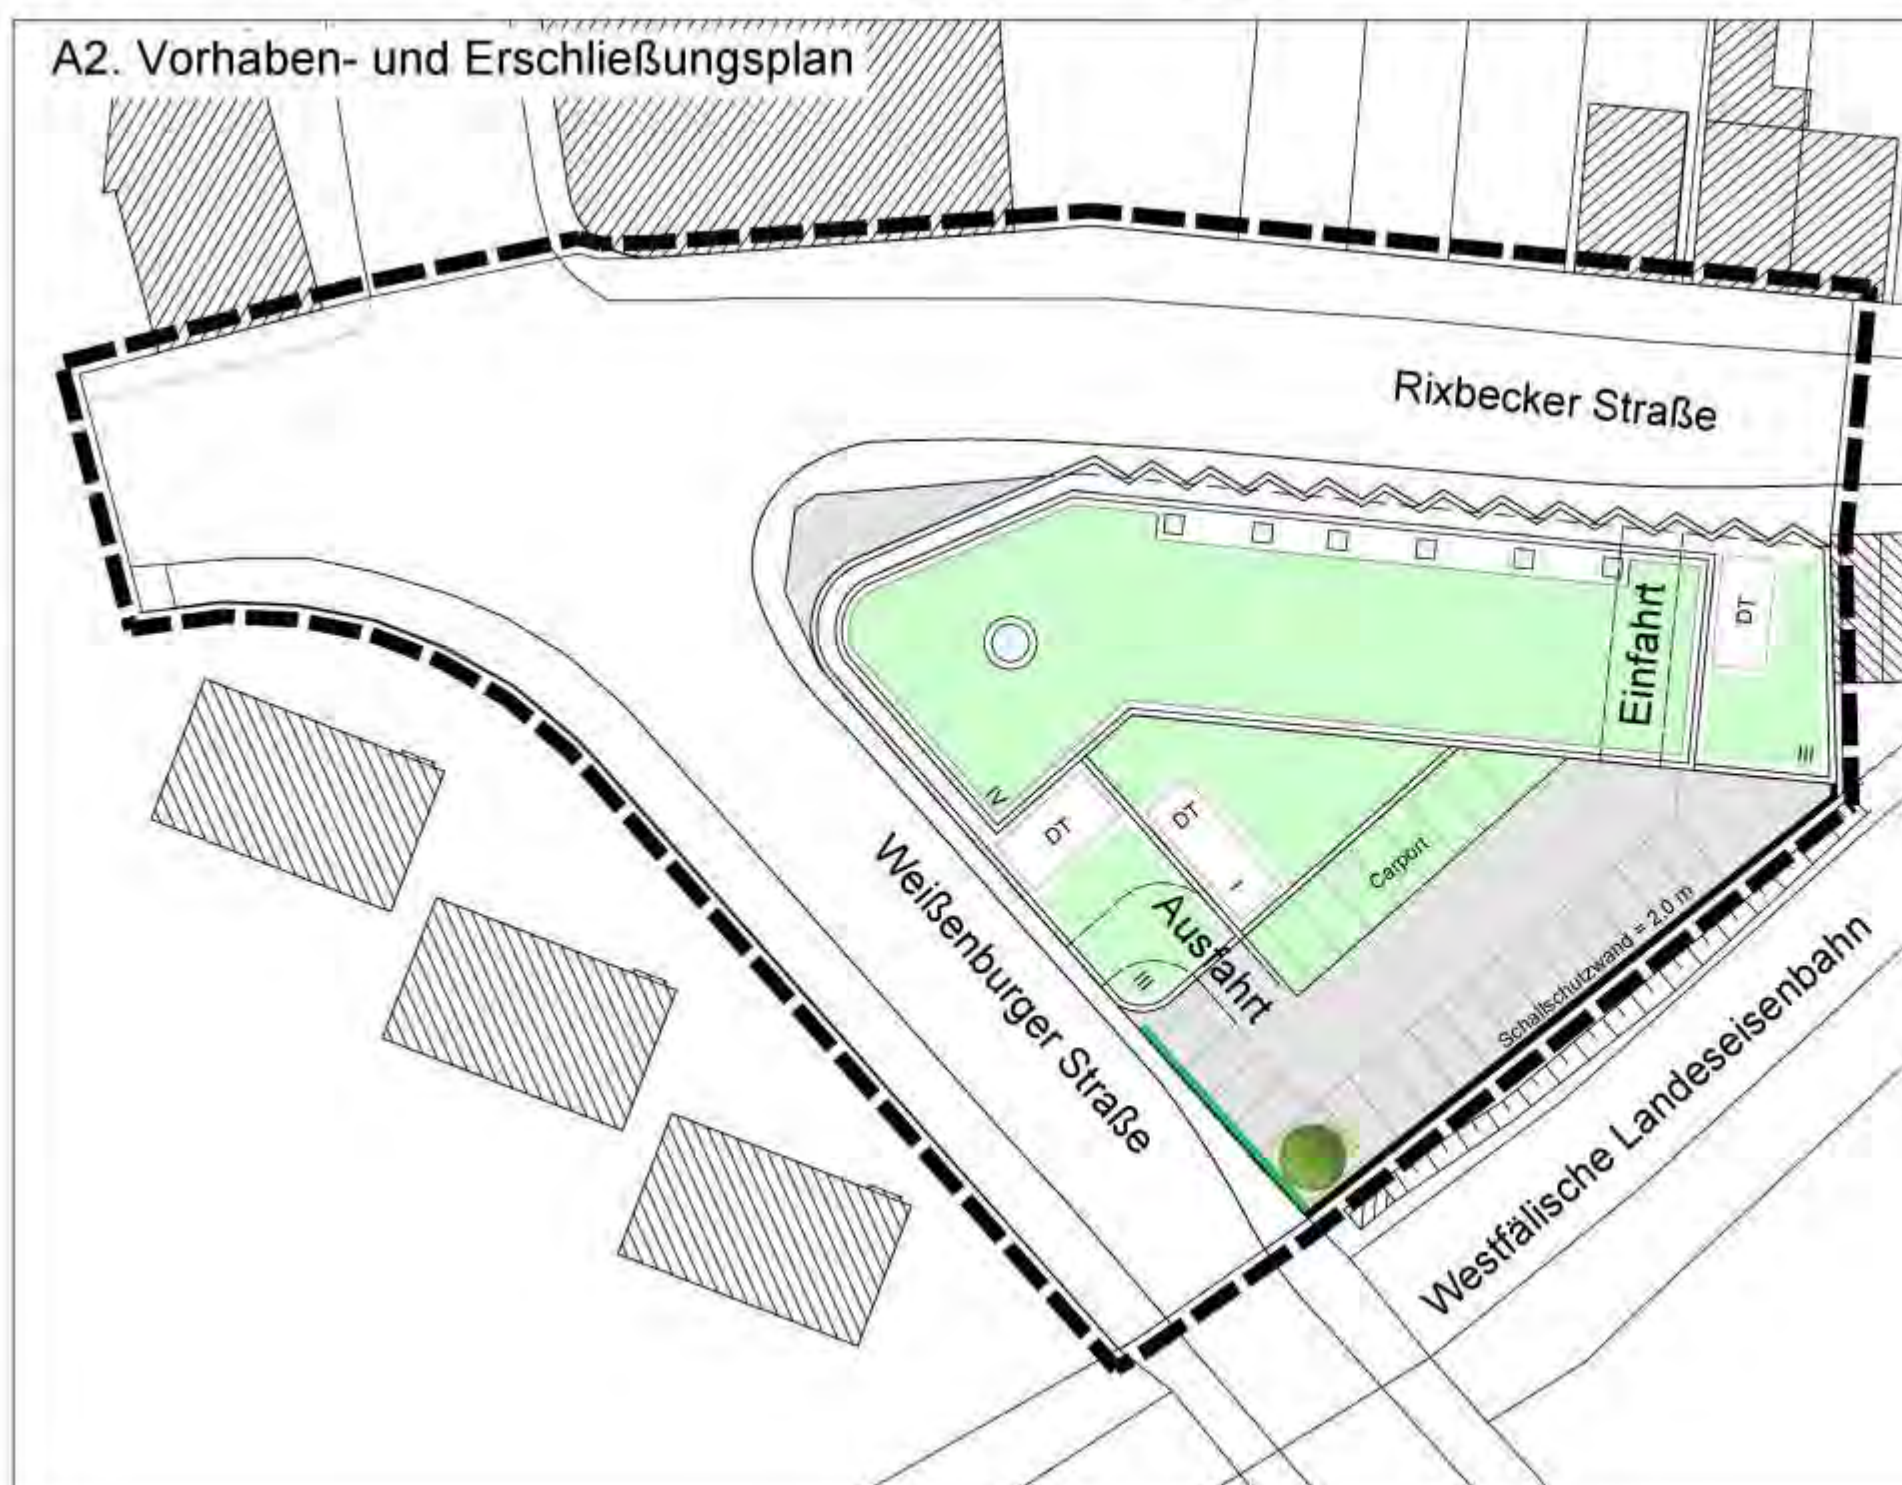 A2. Vorhaben- und Erschließungsplan
Rixbecker Straße
Einfahrt
DT
III
IV
DT
DT
I
Carport
Ausfahrt
III
Weißenburger Straße
Schallschutzwand = 2,0 m
Westfälische Landeseisenbahn